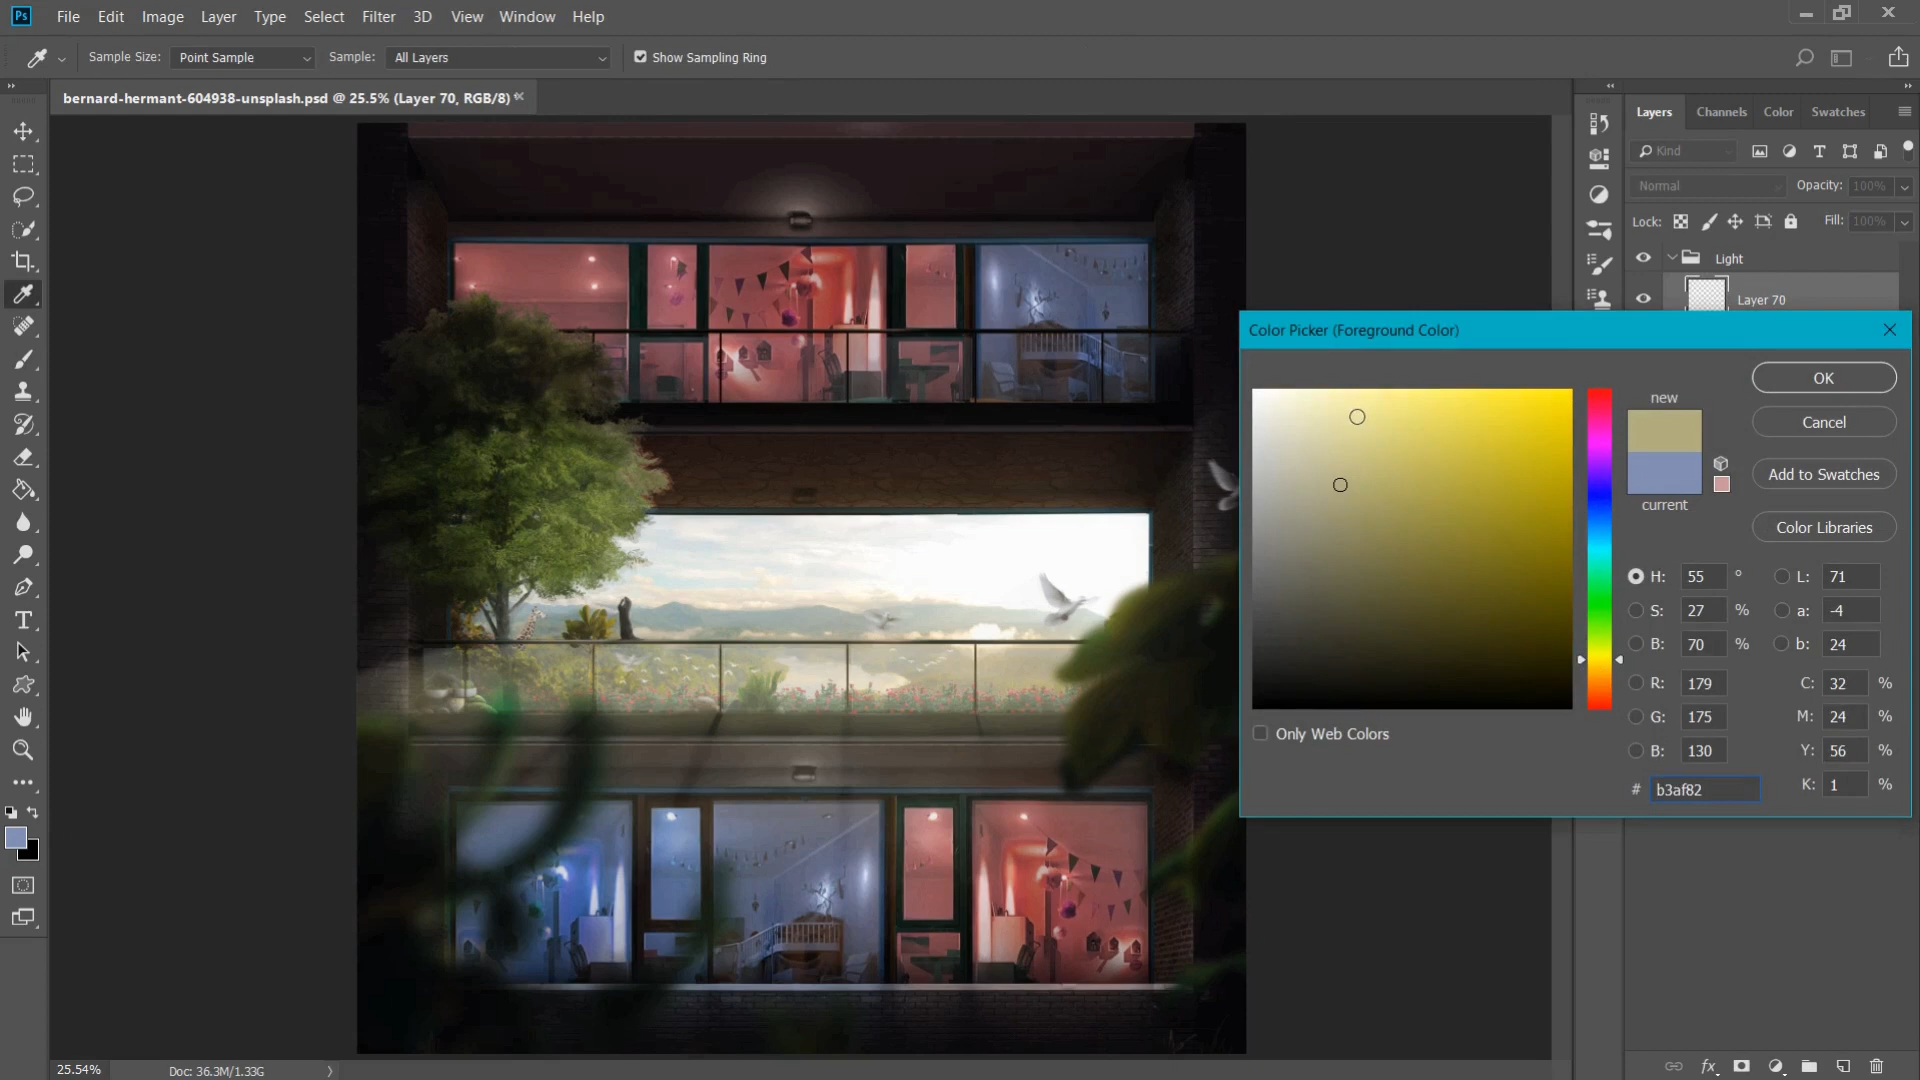 Ps File Edit Image Layer Type Select Filter 3D View Window Help
Sample Size: Point Sample Sample: All Layers Show Sampling Ring
bernard-hermant-604938-unsplash.psd @ 25.5% (Layer 70, RGB/8)
Layers Channels Color Swatches
Kind
Normal Opacity: 100%
Lock: Fill: 100%
Light
Layer 70
Color Picker (Foreground Color)
OK
new
Cancel
Add to Swatches
current
Color Libraries
H: 55 ° L: 71
S: 27 % a: -4
B: 70 % b: 24
R: 179 C: 32 %
G: 175 M: 24 %
B: 130 Y: 56 %
# b3af82 K: 1 %
Only Web Colors
25.54% Doc: 36.3M/1.33G
fx